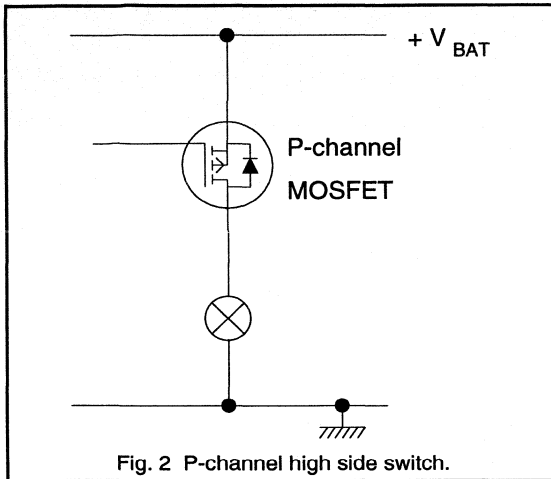 + V BAT
P-channel
MOSFET
Fig. 2 P-channel high side switch.